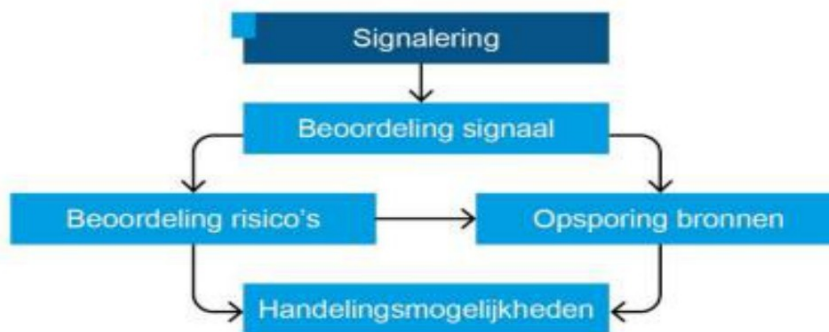 Signalering
Beoordeling signaal
Beoordeling risico's
Opsporing bronnen
Handelingsmogelijkheden